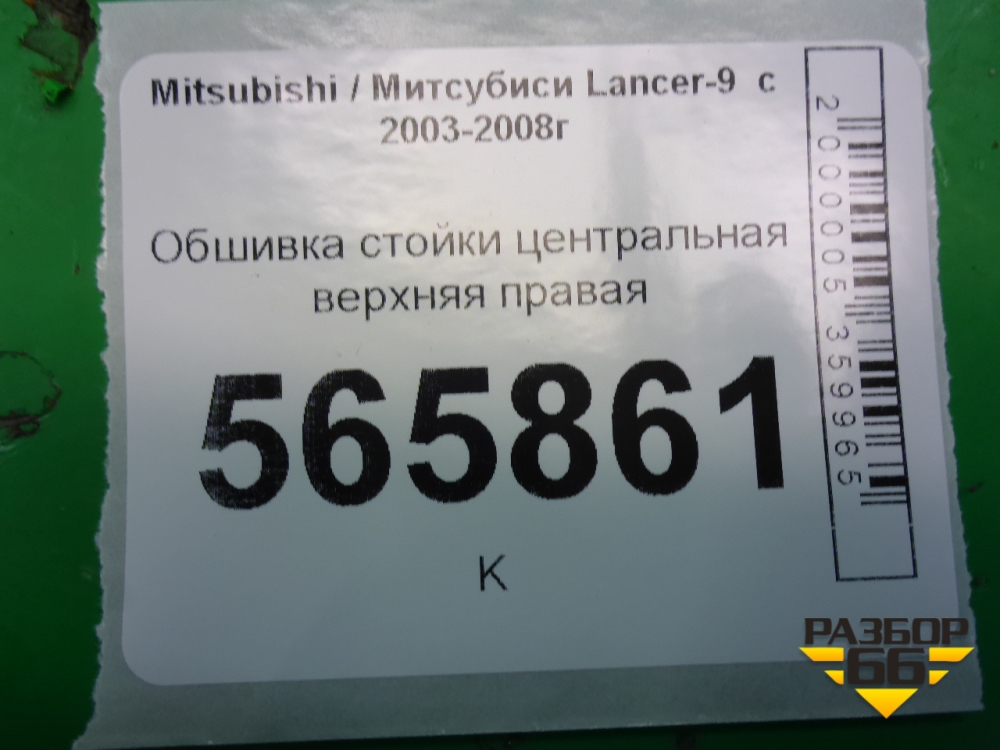 Mitsubishi / Митсубиси Lancer-9 с
2003-2008г
Обшивка стойки центральная
верхняя правая
565861
К
2000005359965
РАЗБОР
66